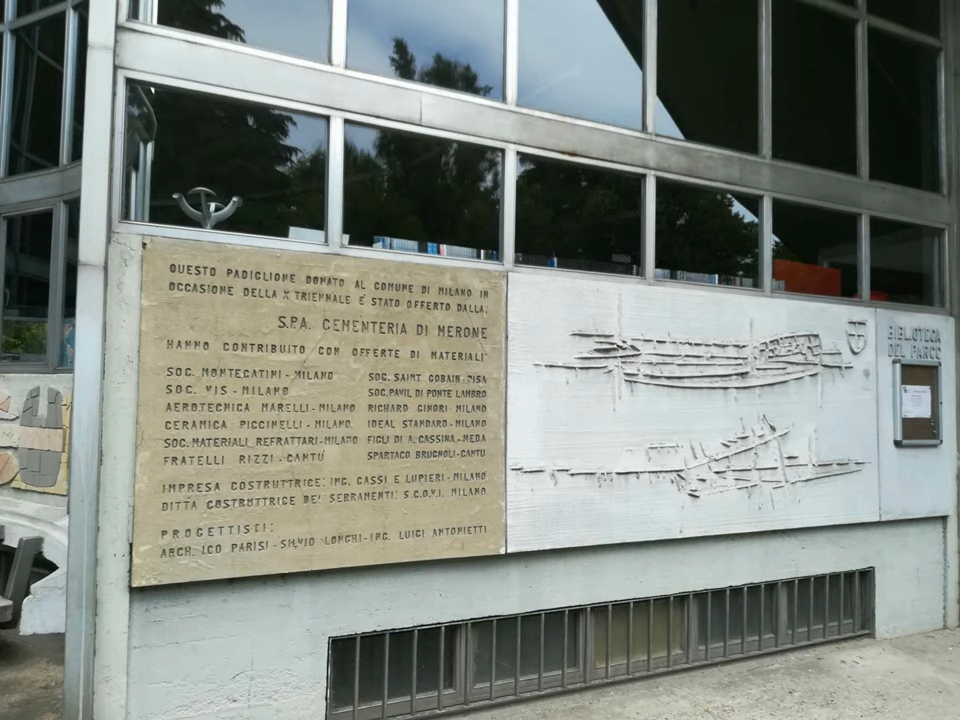 QUESTO PADIGLIONE DONATO AL COMUNE DI MILANO IN
OCCASIONE DELLA X TRIENNALE E' STATO OFFERTO DALLA:
S.P.A. CEMENTERIA DI MERONE
HANNO CONTRIBUITO CON OFFERTE DI MATERIALI
SOC. MONTECATINI - MILANO
SOC. VIS - MILANO
AEROTECNICA MARELLI - MILANO
CERAMICA PICCINELLI - MILANO
SOC. MATERIALI REFRATTARI - MILANO
FRATELLI RIZZI - CANTU'
SOC. SAINT GOBAIN - PISA
SOC. PAVIL DI PONTE LAMBRO
RICHARD GINORI - MILANO
IDEAL STANDARD - MILANO
FIGLI DI A. CASSINA - MEDA
SPARTACO BRUGNOLI - CANTU
IMPRESA COSTRUTTRICE: ING. CASSI E LUPIERI - MILANO
DITTA COSTRUTTRICE DEI SERRAMENTI: S.C.O.V.I. MILANO
PROGETTISTI:
ARCH. ICO PARISI - SILVIO LONGHI - ING. LUIGI ANTONIETTI
BIBLIOTECA
DEL PARCO